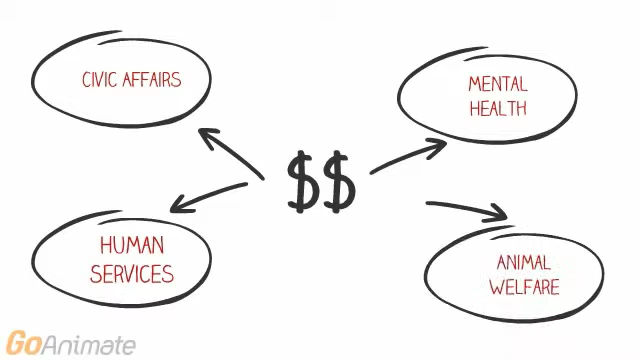 CIVIC AFFAIRS
MENTAL
HEALTH
$$
HUMAN
SERVICES
ANIMAL
WELFARE
GoAnimate